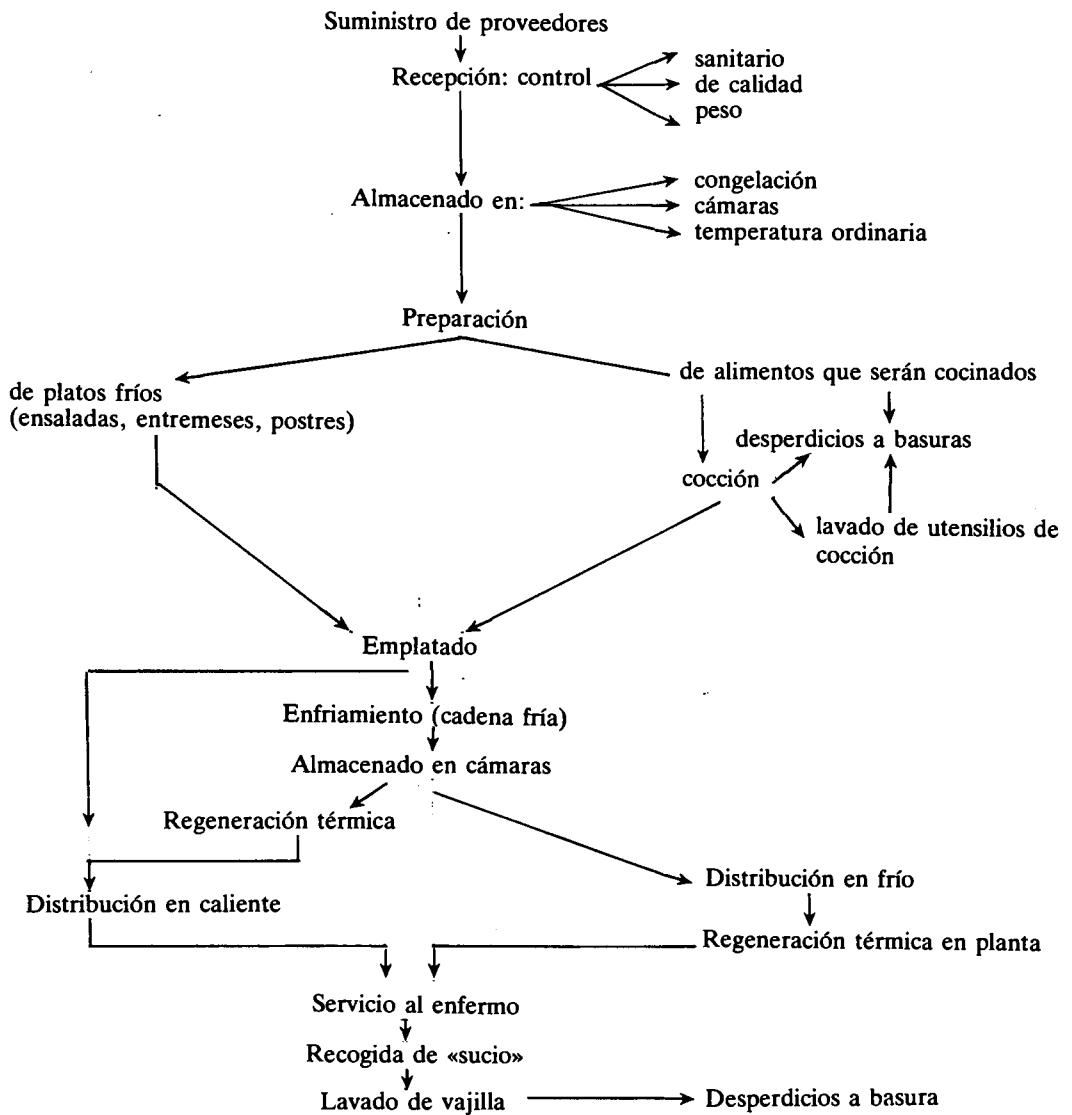 Suministro de proveedores
Recepción: control
sanitario
de calidad
peso
Almacenado en:
congelación
cámaras
temperatura ordinaria
Preparación
de platos fríos
(ensaladas, entremeses, postres)
de alimentos que serán cocinados
desperdicios a basuras
cocción
lavado de utensilios de
cocción
Emplatado
Enfriamiento (cadena fría)
Almacenado en cámaras
Regeneración térmica
Distribución en caliente
Distribución en frío
Regeneración térmica en planta
Servicio al enfermo
Recogida de «sucio»
Lavado de vajilla
Desperdicios a basura